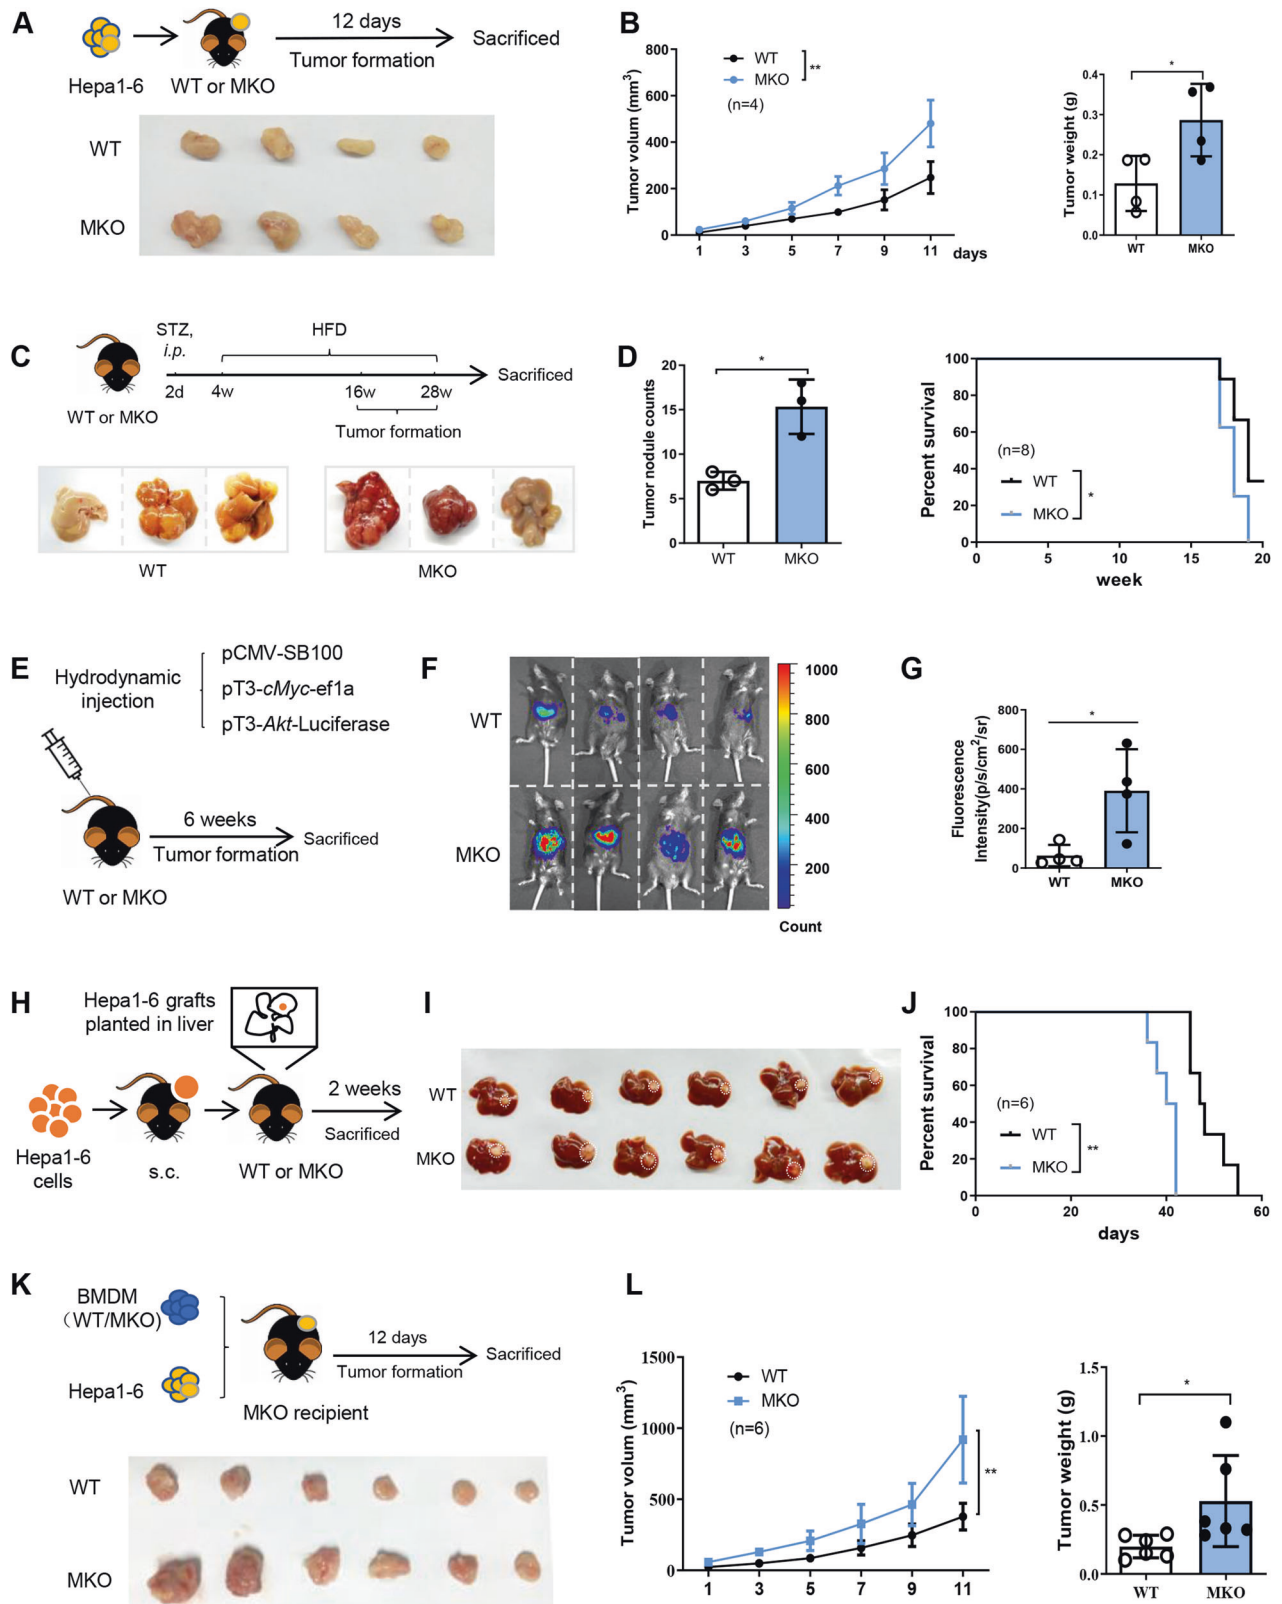 A
Hepa1-6
WT or MKO
12 days
Tumor formation
Sacrificed
WT
MKO
B
Tumor volum (mm3)
800
600
400
200
0
WT
MKO
**
(n=4)
1 3 5 7 9 11 days
Tumor weight (g)
0.4
0.3
0.2
0.1
0.0
*
WT MKO
C
WT or MKO
STZ,
i.p.
HFD
2d 4w 16w 28w
Sacrificed
Tumor formation
WT MKO
D
Tumor nodule counts
20
15
10
5
0
*
WT MKO
Percent survival
100
80
60
40
20
0
(n=8)
WT
MKO
*
0 5 10 15 20
week
E
Hydrodynamic
injection
pCMV-SB100
pT3-cMyc-ef1a
pT3-Akt-Luciferase
6 weeks
Tumor formation
Sacrificed
WT or MKO
F
WT
MKO
1000
800
600
400
200
Count
G
Fluorescence
Intensity(p/s/cm2/sr)
800
600
400
200
0
*
WT MKO
H
Hepa1-6 grafts
planted in liver
Hepa1-6
cells
s.c.
WT or MKO
2 weeks
Sacrificed
I
WT
MKO
J
Percent survival
100
80
60
40
20
0
(n=6)
WT
MKO
**
0 20 40 60
days
K
BMDM
(WT/MKO)
Hepa1-6
MKO recipient
12 days
Tumor formation
Sacrificed
WT
MKO
L
Tumor volum (mm3)
1500
1000
500
0
WT
MKO
(n=6)
**
1 3 5 7 9 11
Tumor weight (g)
1.5
1.0
0.5
0.0
*
WT MKO